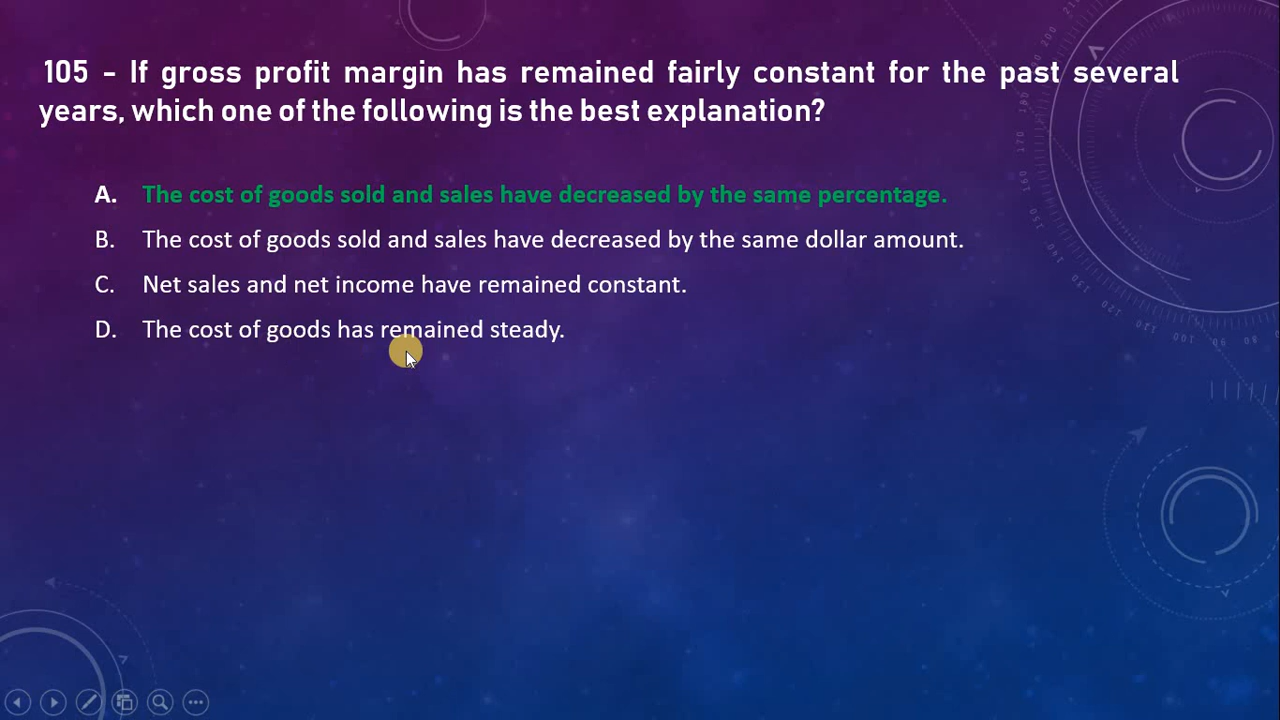 105 - If gross profit margin has remained fairly constant for the past several
years, which one of the following is the best explanation?
A. The cost of goods sold and sales have decreased by the same percentage.
B. The cost of goods sold and sales have decreased by the same dollar amount.
C. Net sales and net income have remained constant.
D. The cost of goods has remained steady.